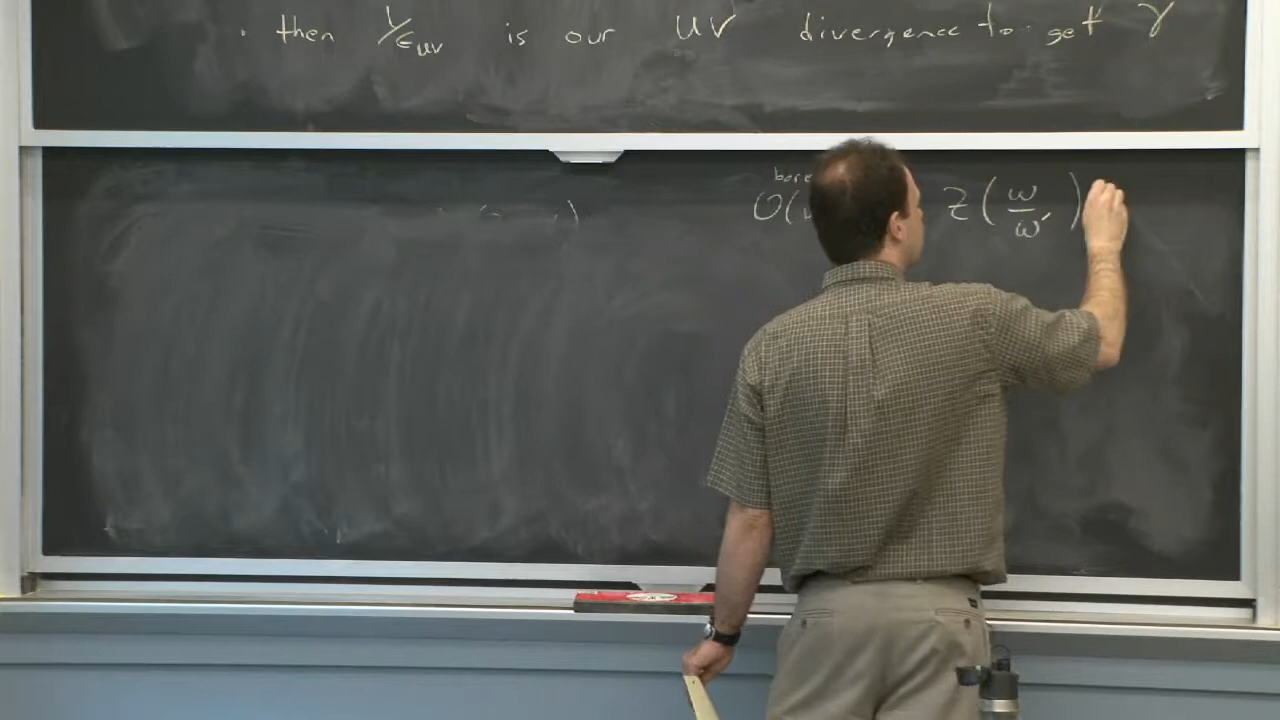 · then 1/ϵ_UV is our UV divergence to get γ
bare
O( Z(ω/ω′)